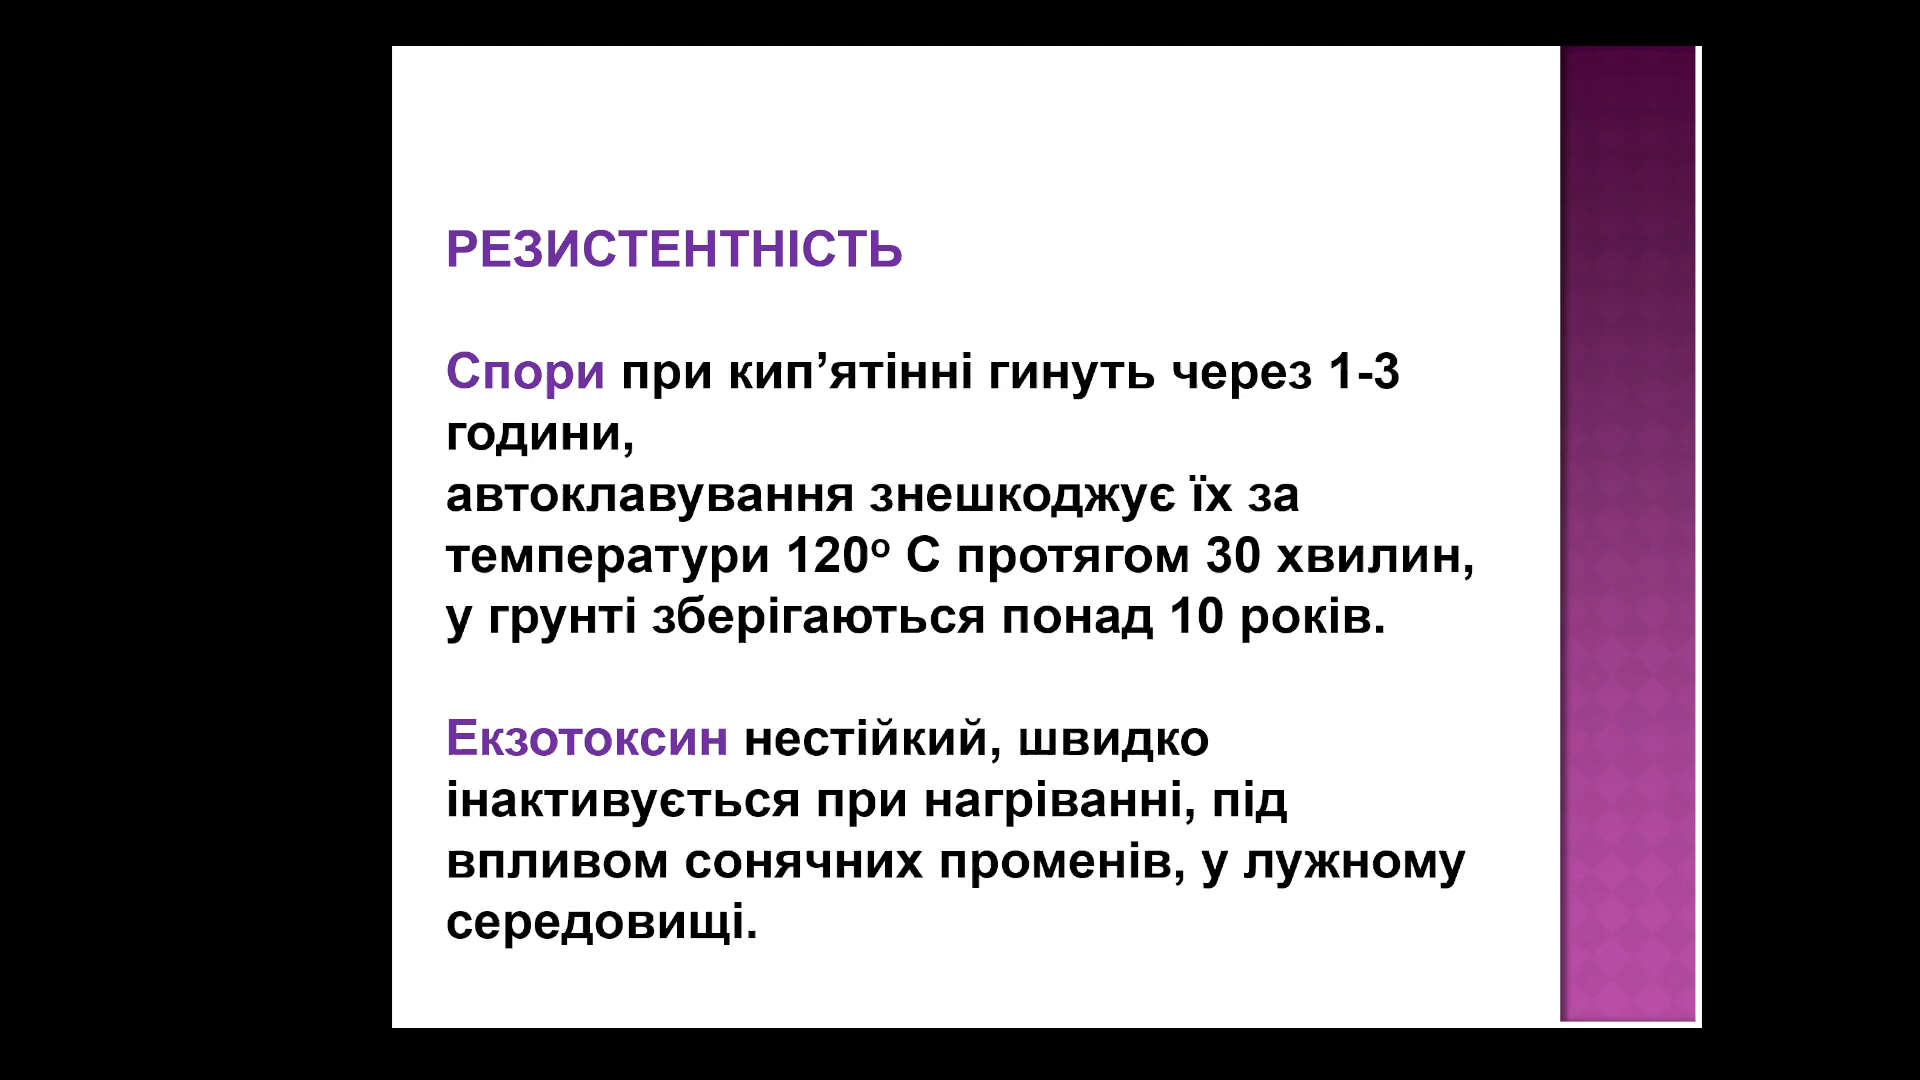 РЕЗИСТЕНТНІСТЬ
Спори при кип’ятінні гинуть через 1-3
години,
автоклавування знешкоджує їх за
температури 120º С протягом 30 хвилин,
у грунті зберігаються понад 10 років.
Екзотоксин нестійкий, швидко
інактивується при нагріванні, під
впливом сонячних променів, у лужному
середовищі.